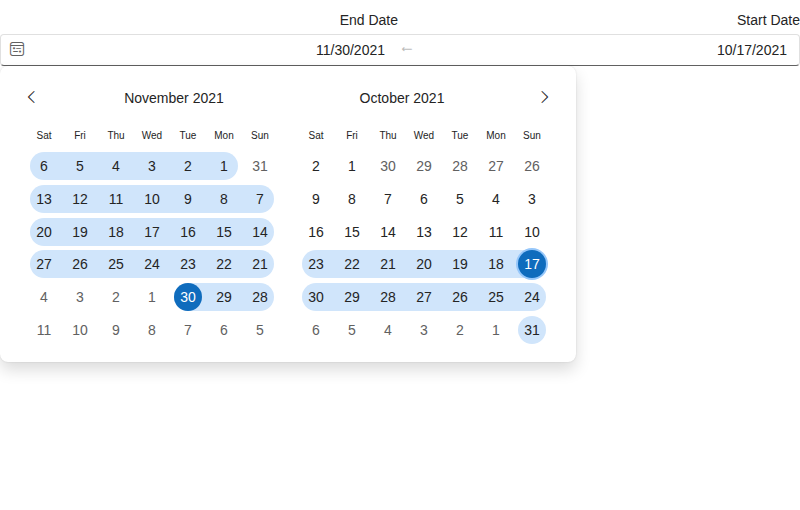 End Date Start Date
11/30/2021 ← 10/17/2021
November 2021 October 2021
Sat Fri Thu Wed Tue Mon Sun Sat Fri Thu Wed Tue Mon Sun
6 5 4 3 2 1 31 2 1 30 29 28 27 26
13 12 11 10 9 8 7 9 8 7 6 5 4 3
20 19 18 17 16 15 14 16 15 14 13 12 11 10
27 26 25 24 23 22 21 23 22 21 20 19 18 17
4 3 2 1 30 29 28 30 29 28 27 26 25 24
11 10 9 8 7 6 5 6 5 4 3 2 1 31